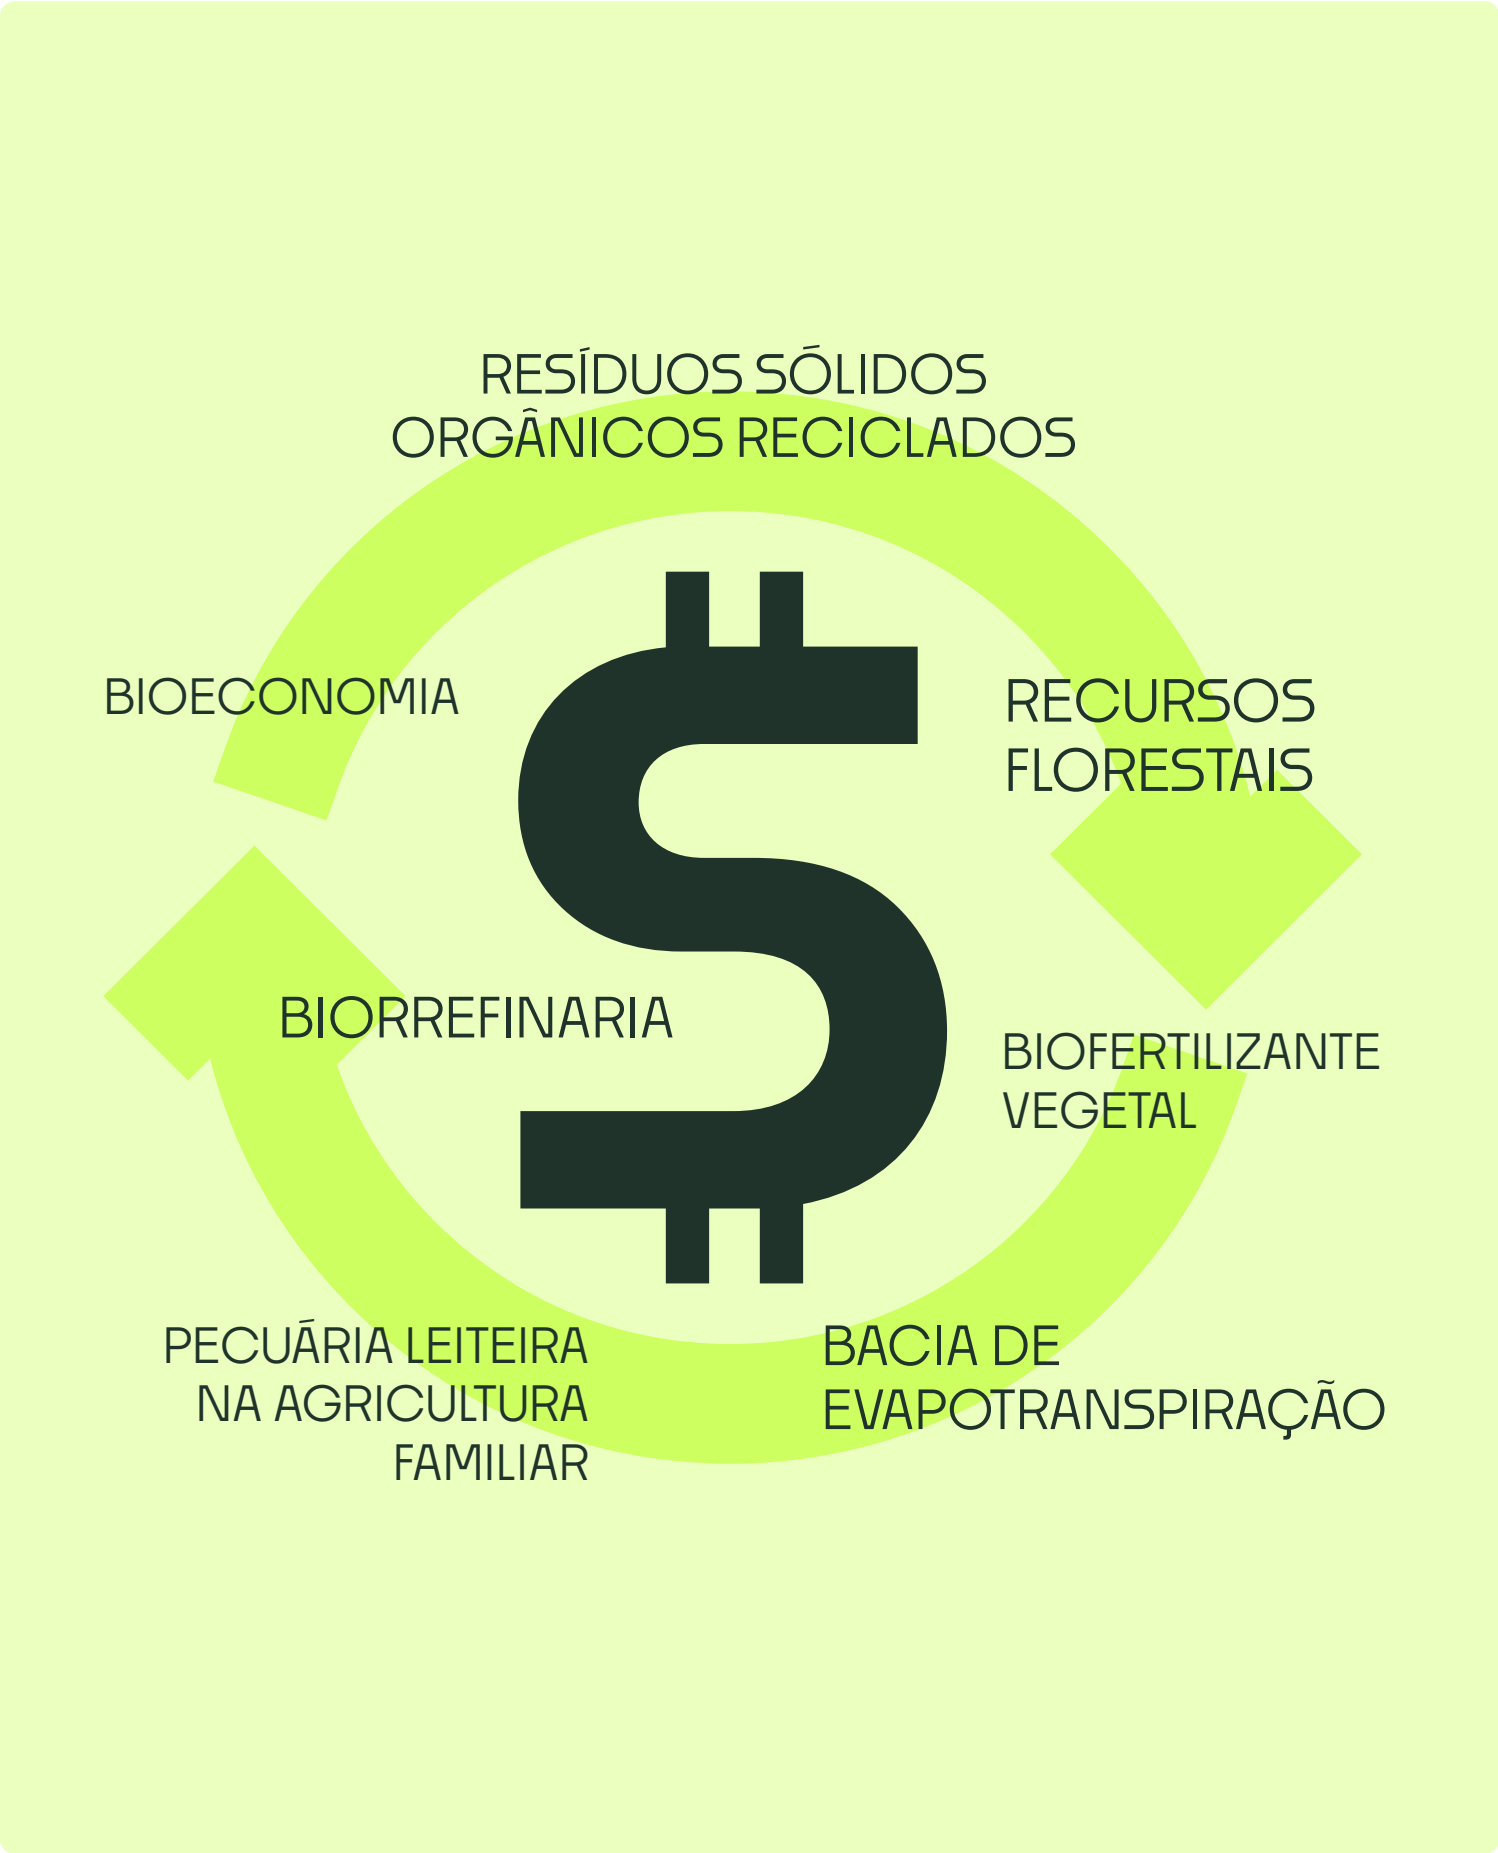 RESÍDUOS SÓLIDOS
ORGÂNICOS RECICLADOS
BIOECONOMIA
RECURSOS
FLORESTAIS
BIORREFINARIA
BIOFERTILIZANTE
VEGETAL
PECUÁRIA LEITEIRA
NA AGRICULTURA
FAMILIAR
BACIA DE
EVAPOTRANSPIRAÇÃO